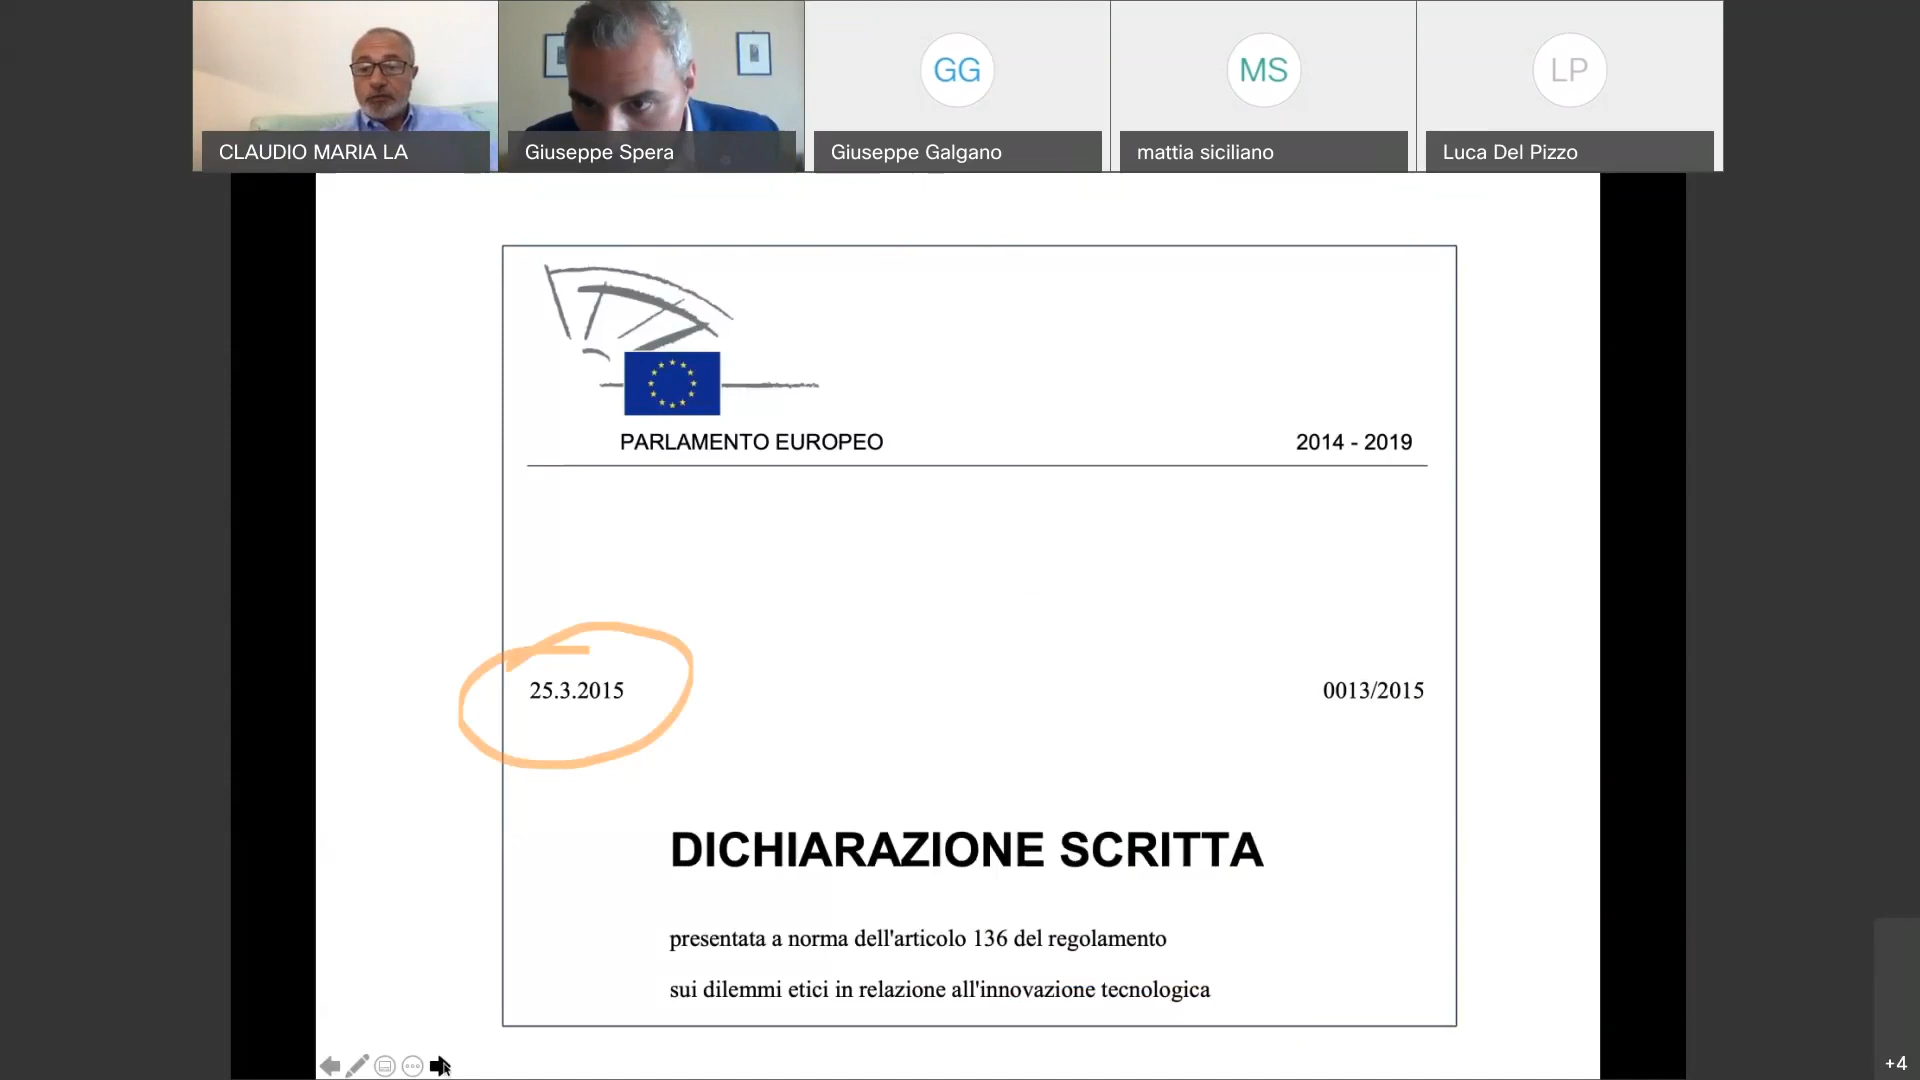 GG
MS
LP
CLAUDIO MARIA LA
Giuseppe Spera
Giuseppe Galgano
mattia siciliano
Luca Del Pizzo
PARLAMENTO EUROPEO 2014 - 2019
25.3.2015 0013/2015
DICHIARAZIONE SCRITTA
presentata a norma dell'articolo 136 del regolamento
sui dilemmi etici in relazione all'innovazione tecnologica
+4